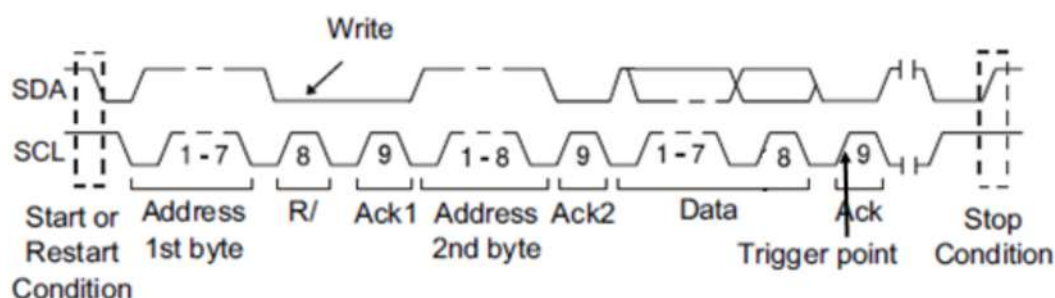 Write
SDA
SCL
1 - 7
8
9
1 - 8
9
1 - 7
8
9
Start or
Restart
Condition
Address
1st byte
R/
Ack1
Address
2nd byte
Ack2
Data
Ack
Trigger point
Stop
Condition